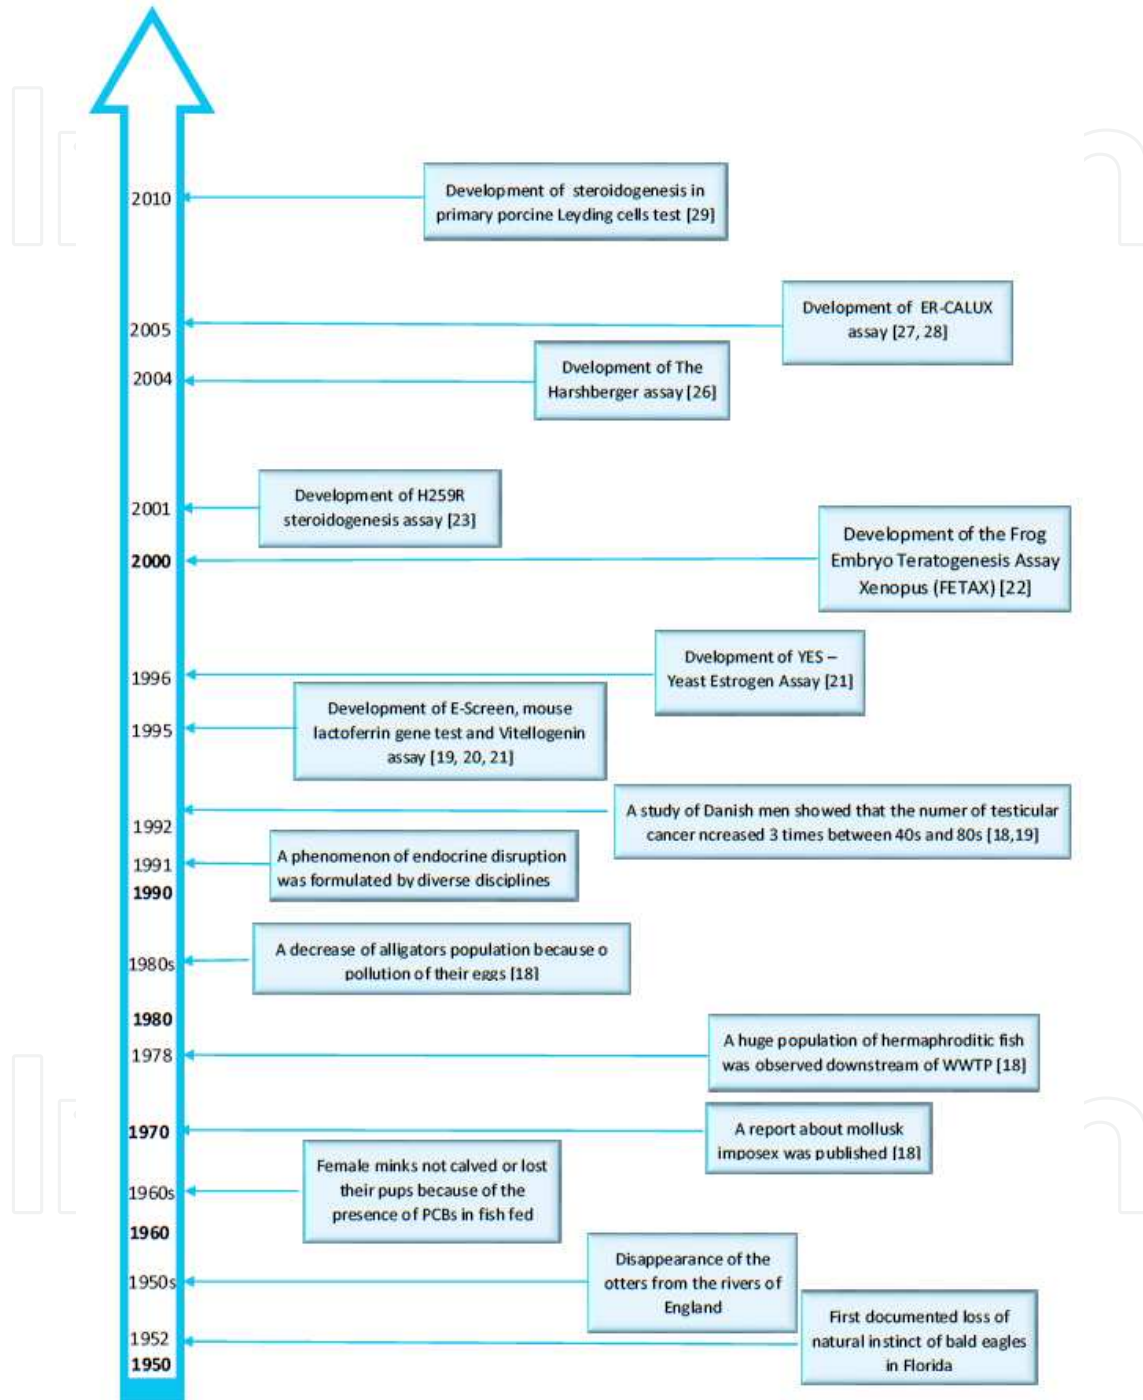 2010
Development of steroidogenesis in
primary porcine Leyding cells test [29]
Dvelopment of ER-CALUX
assay [27, 28]
2005
Dvelopment of The
Harshberger assay [26]
2004
Development of H259R
steroidogenesis assay [23]
2001
Development of the Frog
Embryo Teratogenesis Assay
Xenopus (FETAX) [22]
2000
Dvelopment of YES –
Yeast Estrogen Assay [21]
1996
Development of E-Screen, mouse
lactoferrin gene test and Vitellogenin
assay [19, 20, 21]
1995
A study of Danish men showed that the numer of testicular
cancer ncreased 3 times between 40s and 80s [18,19]
1992
A phenomenon of endocrine disruption
was formulated by diverse disciplines
1991
1990
A decrease of alligators population because o
pollution of their eggs [18]
1980s
1980
A huge population of hermaphroditic fish
was observed downstream of WWTP [18]
1978
A report about mollusk
imposex was published [18]
1970
Female minks not calved or lost
their pups because of the
presence of PCBs in fish fed
1960s
1960
Disappearance of the
otters from the rivers of
England
1950s
First documented loss of
natural instinct of bald eagles
in Florida
1952
1950